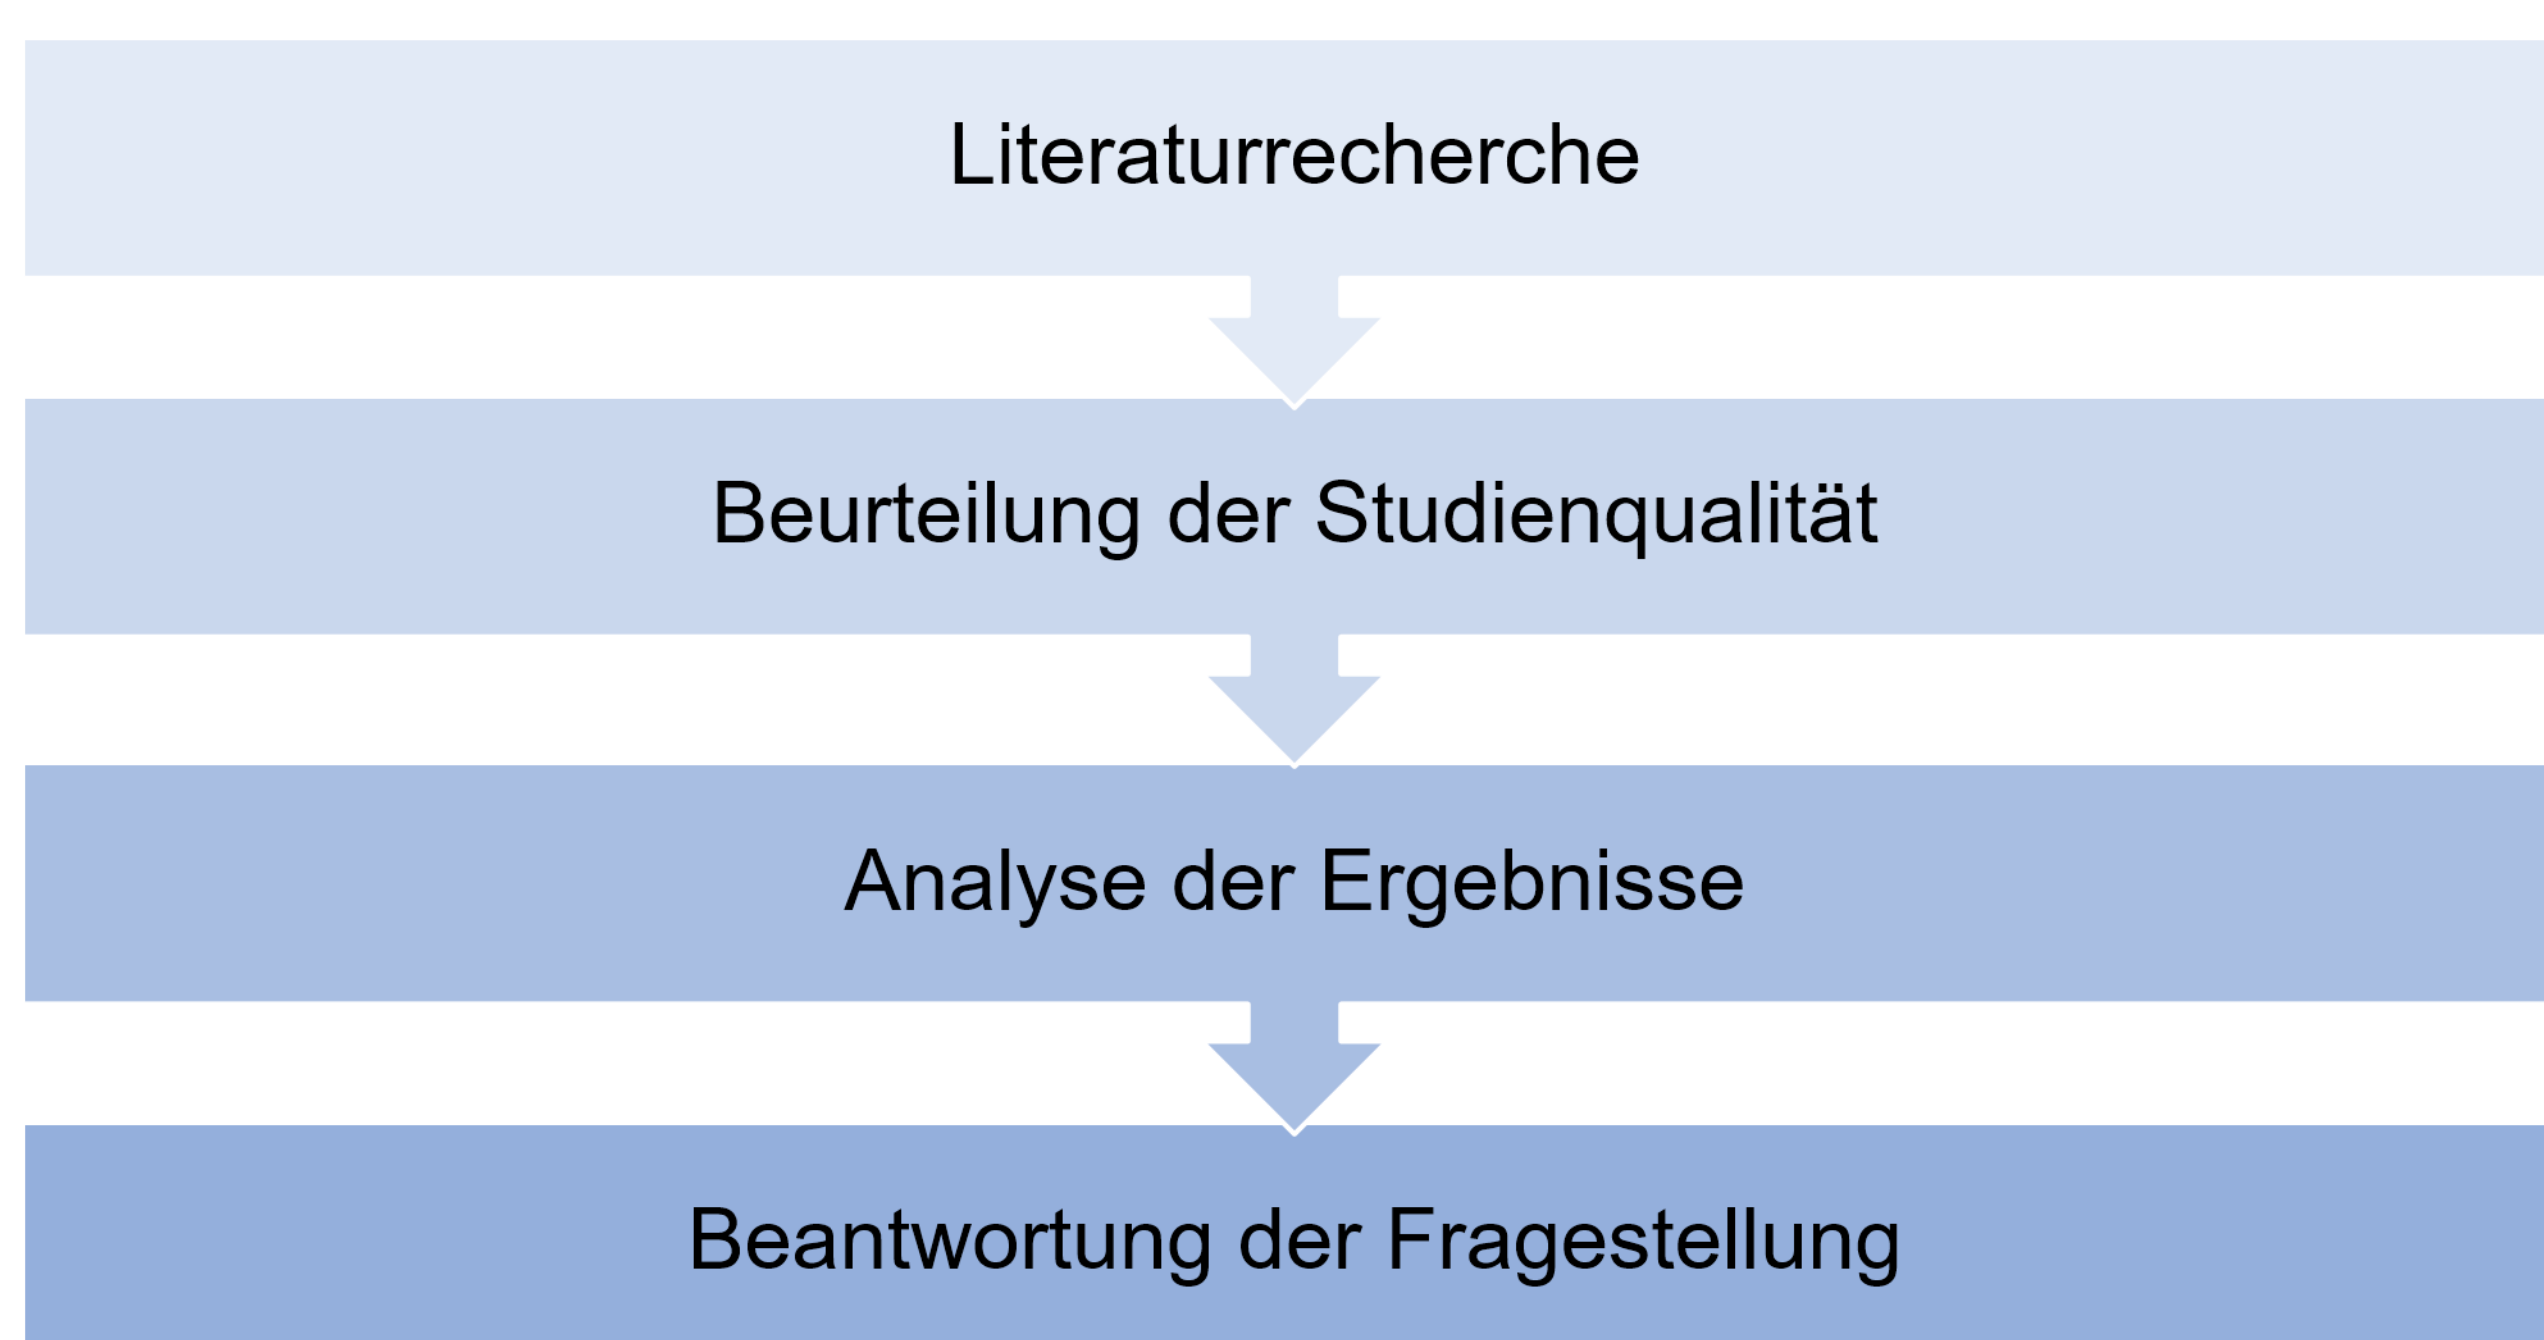 Literaturrecherche
Beurteilung der Studienqualität
Analyse der Ergebnisse
Beantwortung der Fragestellung